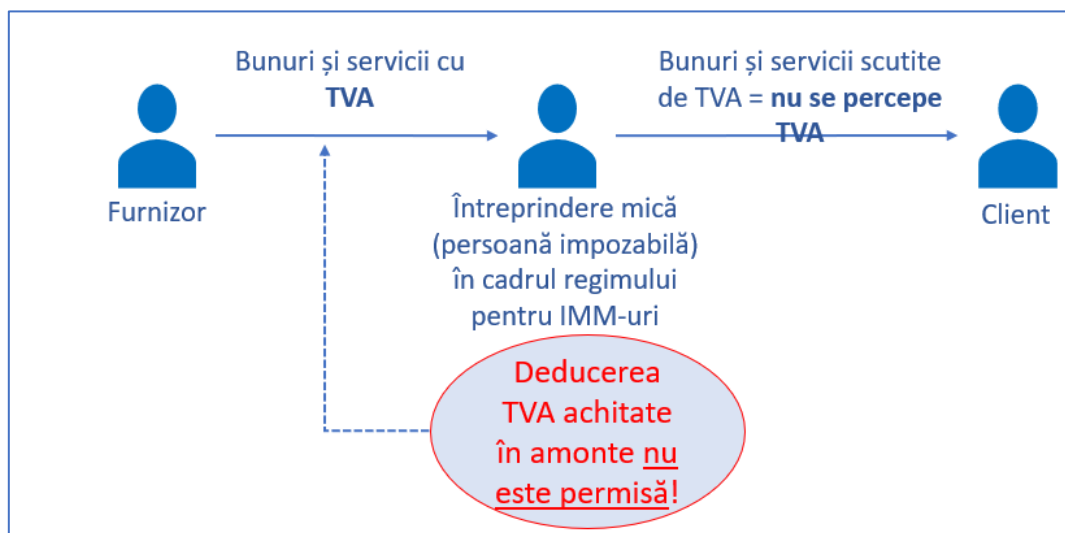 Bunuri și servicii cu
TVA
Bunuri și servicii scutite
de TVA = nu se percepe
TVA
Furnizor
Întreprindere mică
(persoană impozabilă)
în cadrul regimului
pentru IMM-uri
Client
Deducerea
TVA achitate
în amonte nu
este permisă!